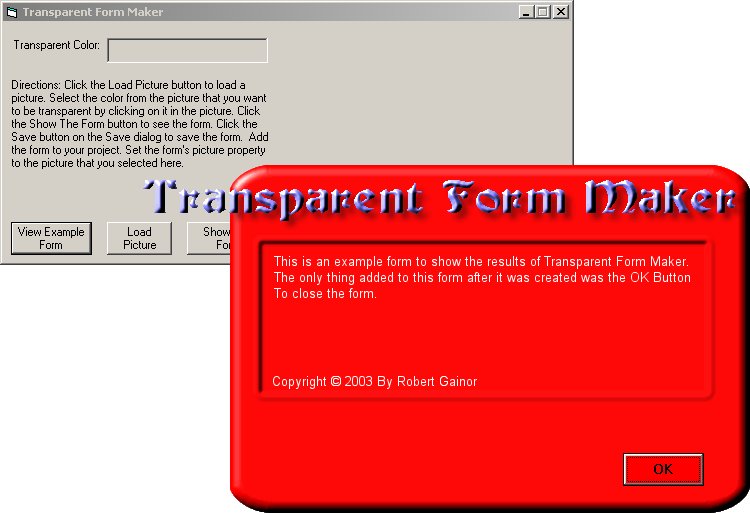 Transparent Form Maker
Transparent Color:
Directions: Click the Load Picture button to load a
picture. Select the color from the picture that you want
to be transparent by clicking on it in the picture. Click
the Show The Form button to see the form. Click the
Save button on the Save dialog to save the form.  Add
the form to your project. Set the form's picture property
to the picture that you selected here.
View Example
Form
Load
Picture
Show
Transparent Form Maker
This is an example form to show the results of Transparent Form Maker.
The only thing added to this form after it was created was the OK Button
To close the form.
Copyright © 2003 By Robert Gainor
OK